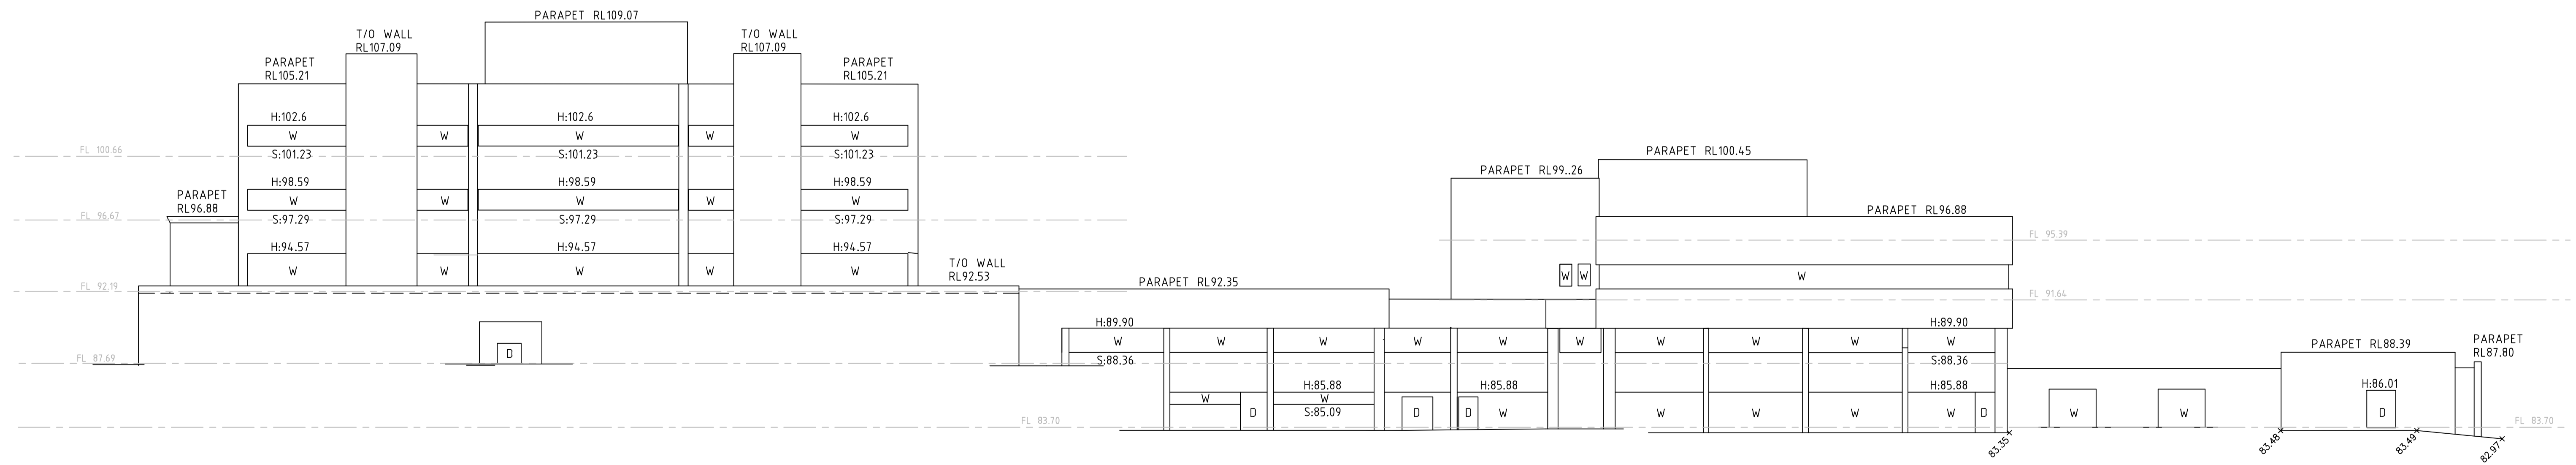 PARAPET RL109.07
T/O WALL
RL107.09
T/O WALL
RL107.09
PARAPET
RL105.21
PARAPET
RL105.21
H:102.6
H:102.6
H:102.6
W
W
W
W
W
FL 100.66
S:101.23
S:101.23
S:101.23
H:98.59
H:98.59
H:98.59
PARAPET
RL96.88
W
W
W
W
W
FL 96.67
S:97.29
S:97.29
S:97.29
H:94.57
H:94.57
H:94.57
W
W
W
W
W
T/O WALL
RL92.53
FL 92.19
D
FL 87.69
PARAPET RL92.35
PARAPET RL99..26
PARAPET RL100.45
PARAPET RL96.88
FL 95.39
W
W
W
FL 91.64
H:89.90
H:89.90
W
W
W
W
W
W
W
W
W
W
S:88.36
S:88.36
H:85.88
H:85.88
H:85.88
W
W
D
S:85.09
D
D
W
W
W
W
W
D
FL 83.70
PARAPET RL88.39
PARAPET
RL87.80
H:86.01
W
W
D
FL 83.70
83.35
83.48
83.49
82.97